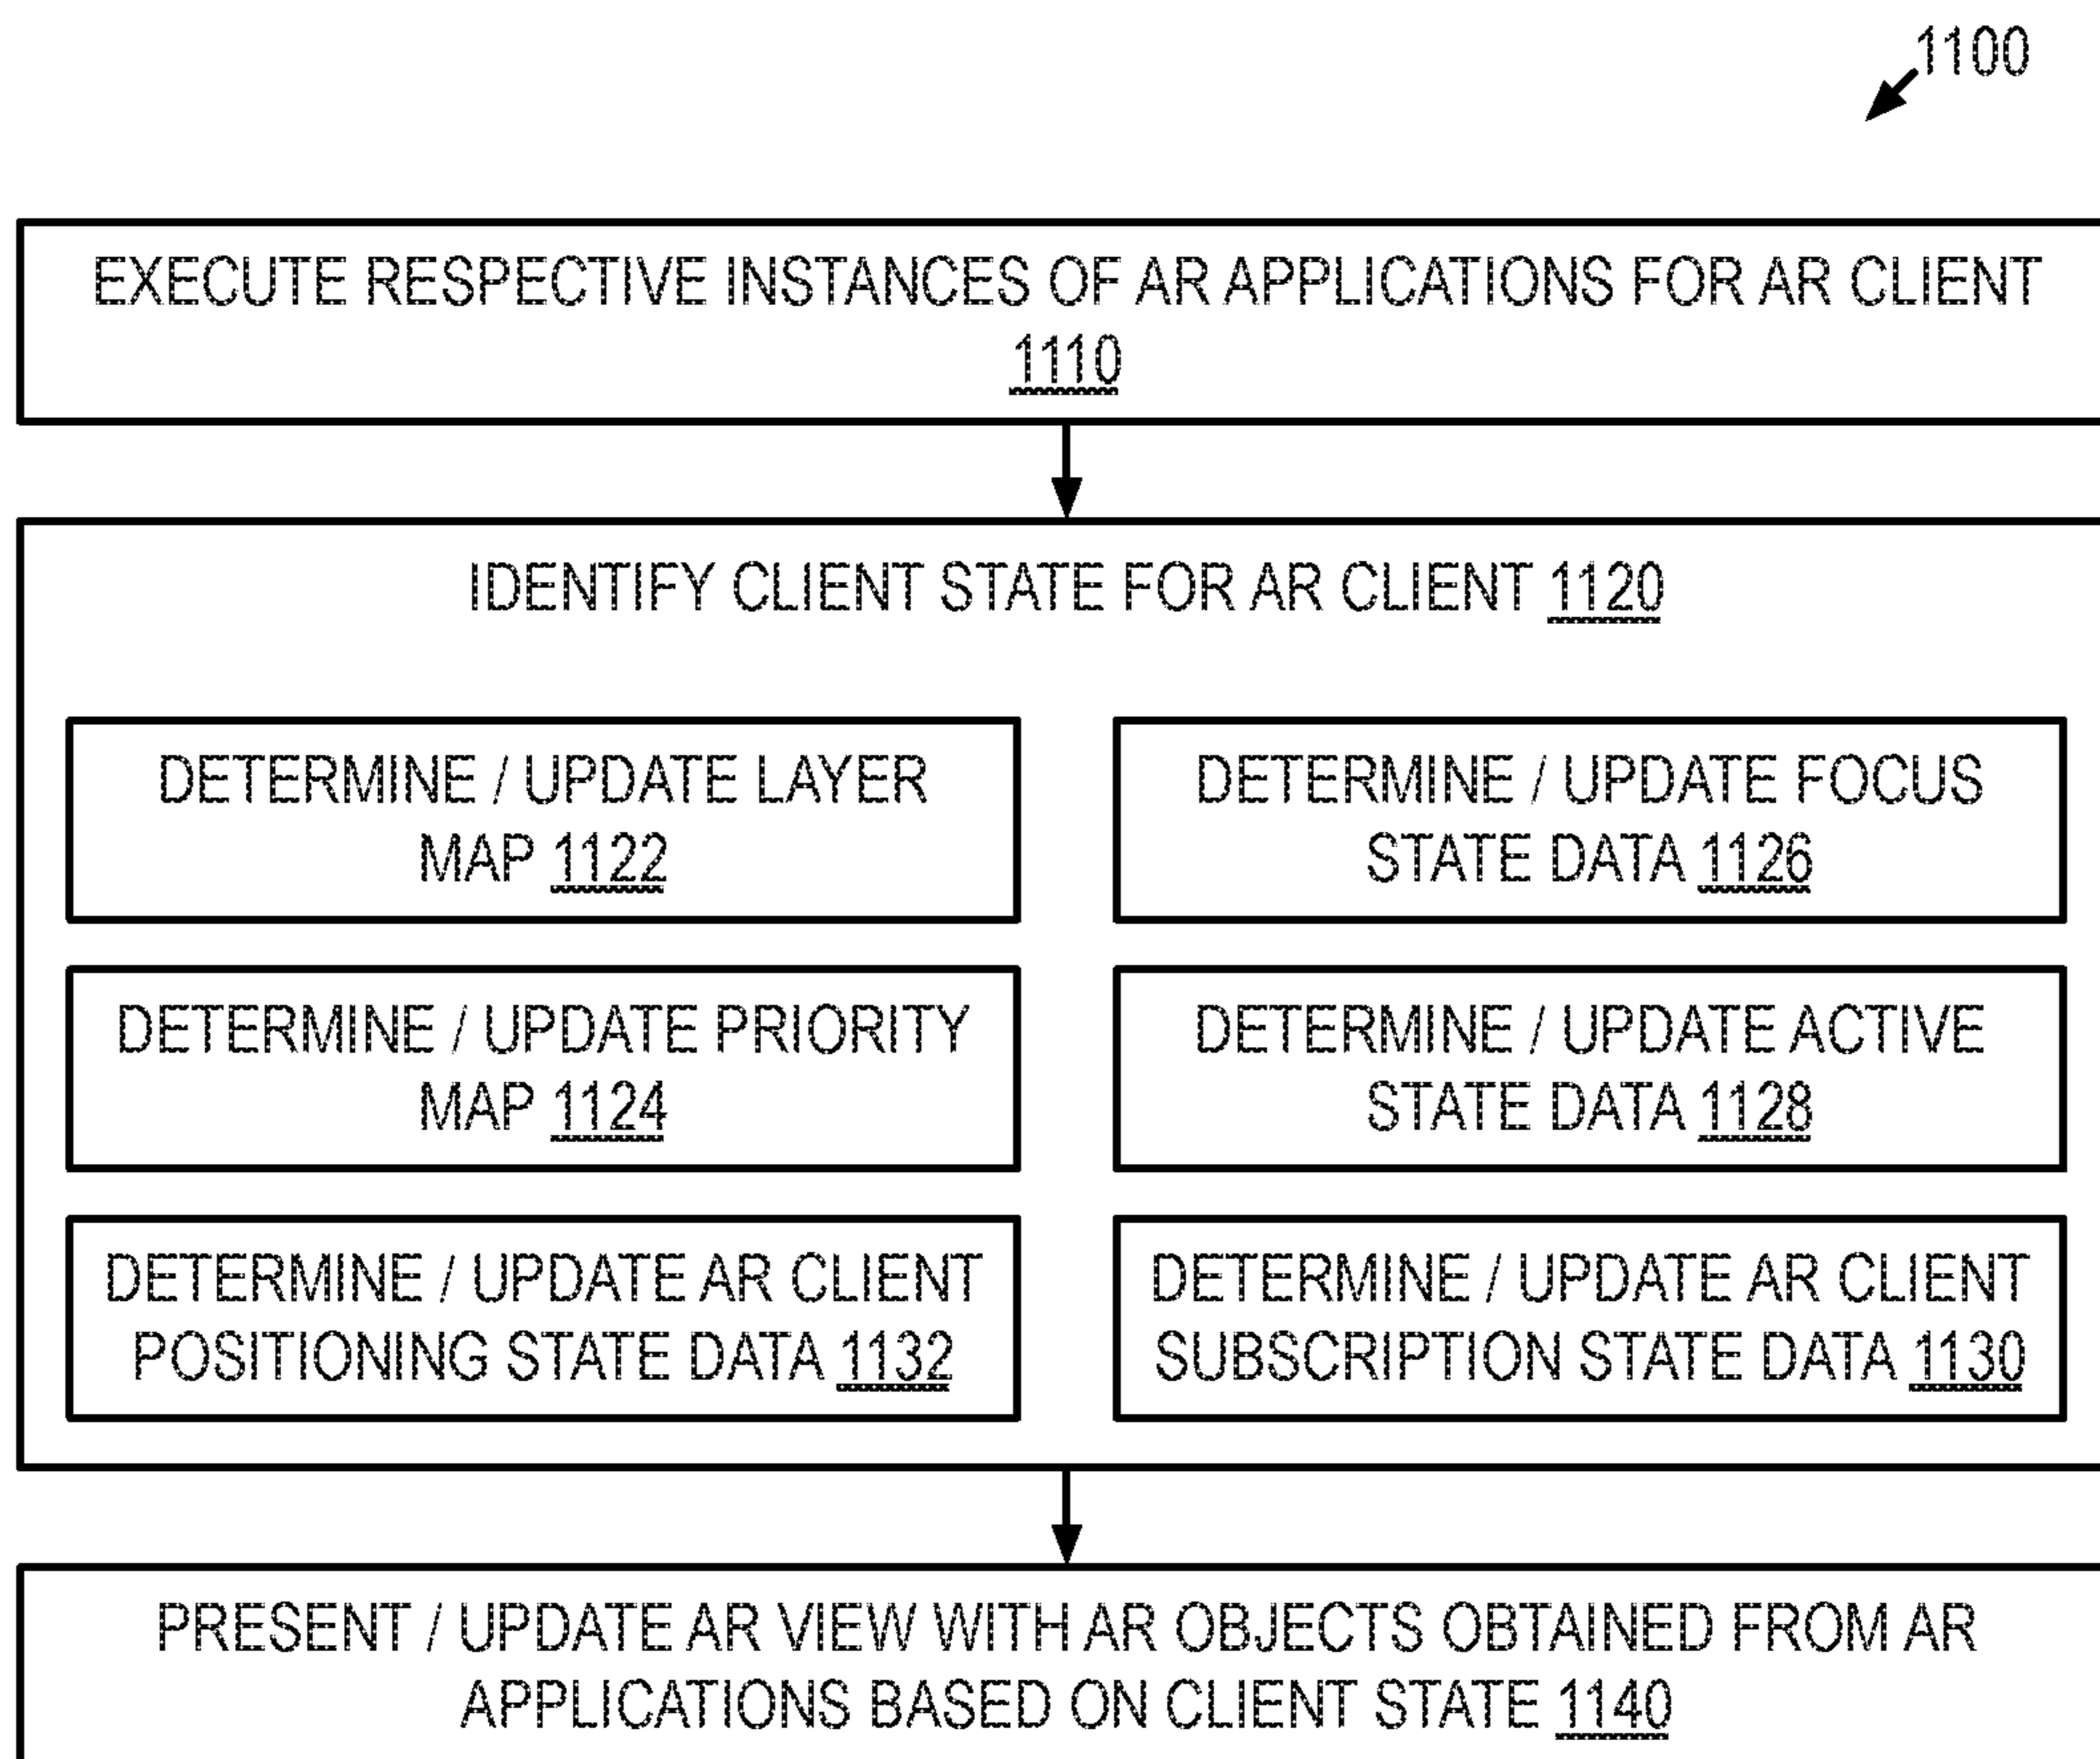 1100
EXECUTE RESPECTIVE INSTANCES OF AR APPLICATIONS FOR AR CLIENT
1110
IDENTIFY CLIENT STATE FOR AR CLIENT 1120
DETERMINE / UPDATE LAYER
MAP 1122
DETERMINE / UPDATE FOCUS
STATE DATA 1126
DETERMINE / UPDATE PRIORITY
MAP 1124
DETERMINE / UPDATE ACTIVE
STATE DATA 1128
DETERMINE / UPDATE AR CLIENT
POSITIONING STATE DATA 1132
DETERMINE / UPDATE AR CLIENT
SUBSCRIPTION STATE DATA 1130
PRESENT / UPDATE AR VIEW WITH AR OBJECTS OBTAINED FROM AR
APPLICATIONS BASED ON CLIENT STATE 1140